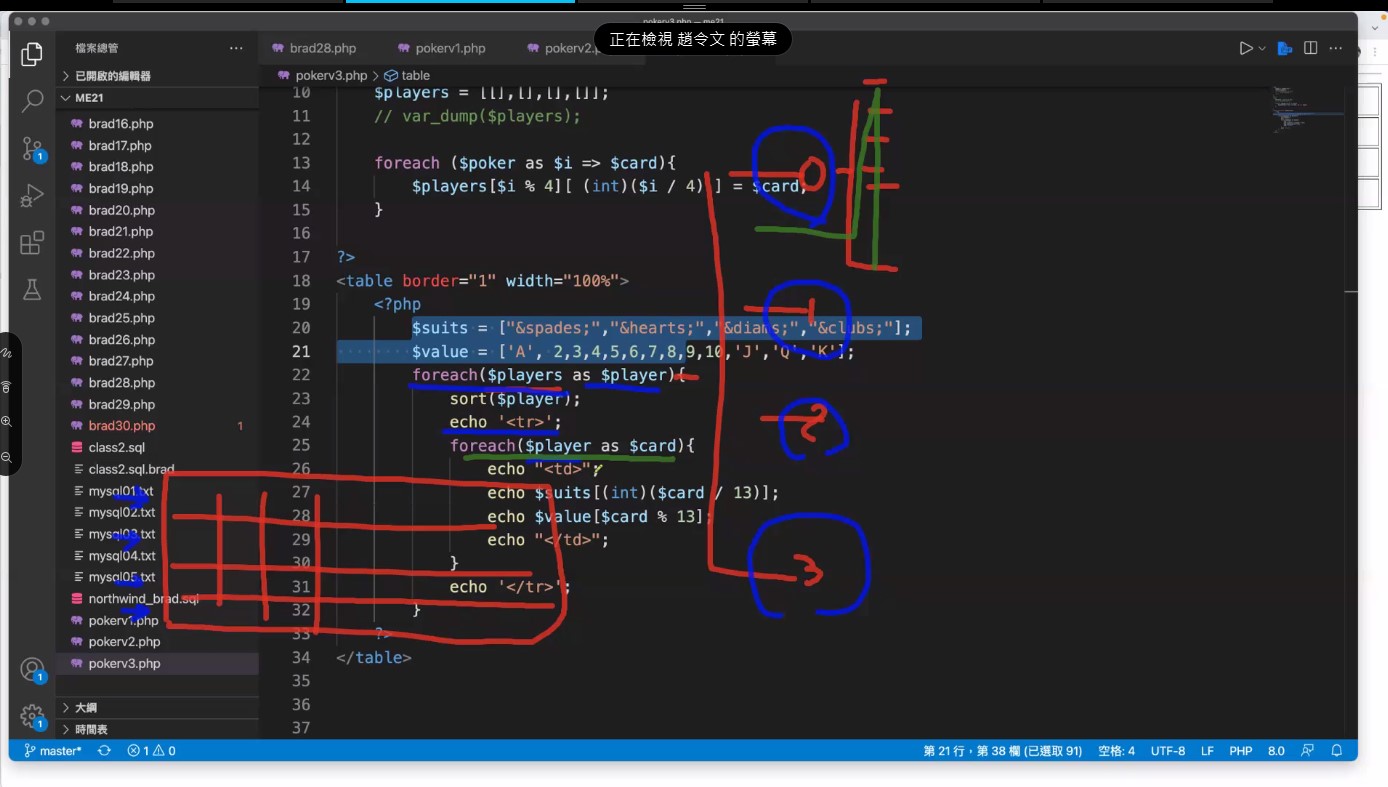 pokerv3.php — me21
正在檢視 趙令文 的螢幕
檔案總管
brad28.php
pokerv1.php
pokerv2.p
已開啟的編輯器
ME21
brad16.php
brad17.php
brad18.php
brad19.php
brad20.php
brad21.php
brad22.php
brad23.php
brad24.php
brad25.php
brad26.php
brad27.php
brad28.php
brad29.php
brad30.php 1
class2.sql
class2.sql.brad
mysql01.txt
mysql02.txt
mysql03.txt
mysql04.txt
mysql05.txt
northwind_brad.sql
pokerv1.php
pokerv2.php
pokerv3.php
大綱
時間表
pokerv3.php > table
10 $players = [[],[],[],[]];
11 // var_dump($players);
12
13 foreach ($poker as $i => $card){
14 $players[$i % 4][ (int)($i / 4) ] = $card;
15 }
16
17 ?>
18 <table border="1" width="100%">
19 <?php
20 $suits = ["&spades;","&hearts;","&diams;","&clubs;"];
21 $value = ['A', 2,3,4,5,6,7,8,9,10,'J','Q','K'];
22 foreach($players as $player){
23 sort($player);
24 echo '<tr>';
25 foreach($player as $card){
26 echo "<td>";
27 echo $suits[(int)($card / 13)];
28 echo $value[$card % 13];
29 echo "</td>";
30 }
31 echo '</tr>';
32 }
33 ?>
34 </table>
35
36
37
0
1
2
3
1
1
1
master*
1
0
第 21 行，第 38 欄 (已選取 91)
空格: 4
UTF-8
LF
PHP
8.0